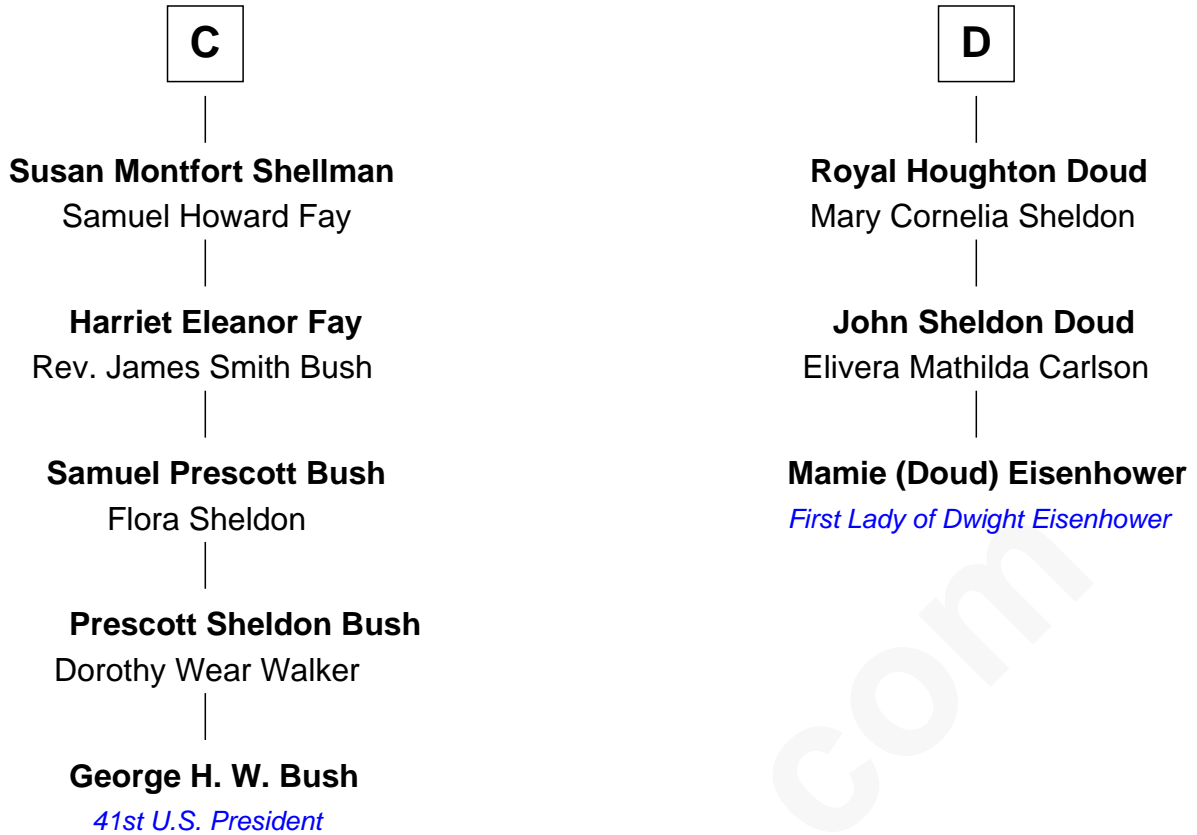 C
Susan Montfort Shellman
Samuel Howard Fay
Harriet Eleanor Fay
Rev. James Smith Bush
Samuel Prescott Bush
Flora Sheldon
Prescott Sheldon Bush
Dorothy Wear Walker
George H. W. Bush
41st U.S. President
D
Royal Houghton Doud
Mary Cornelia Sheldon
John Sheldon Doud
Elivera Mathilda Carlson
Mamie (Doud) Eisenhower
First Lady of Dwight Eisenhower
com